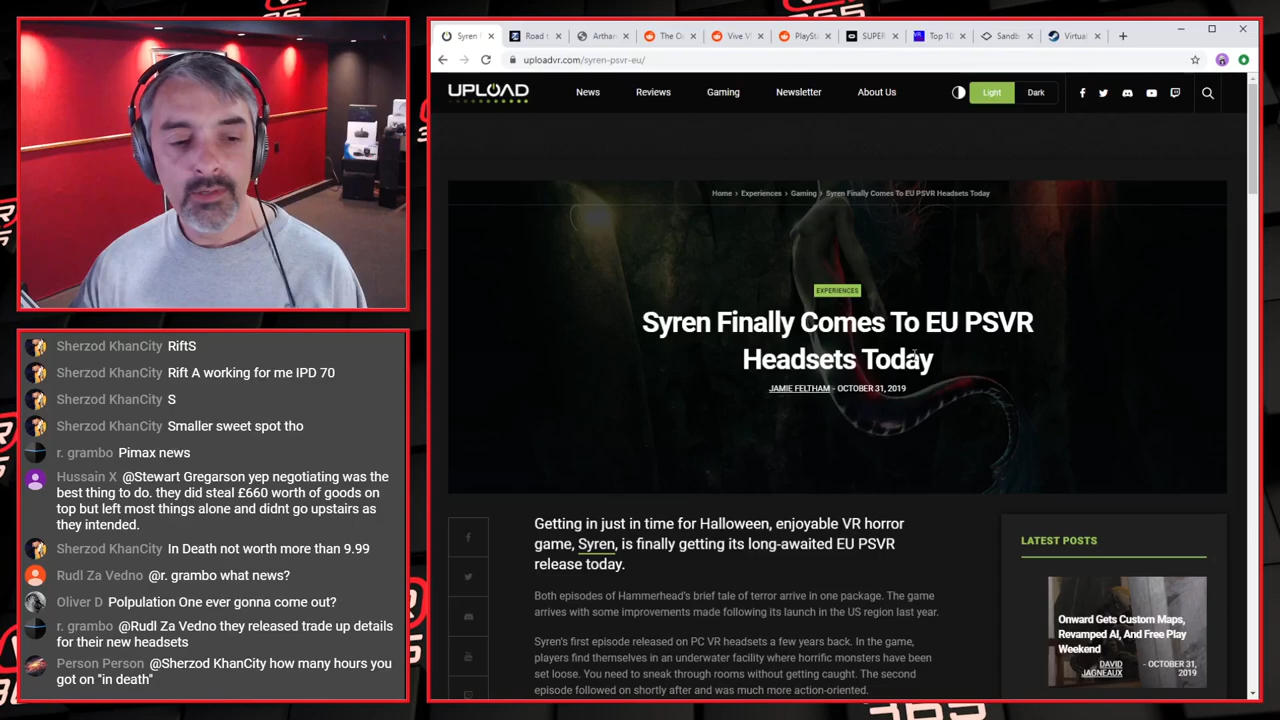 Syren F
Road t
Arthan
The O
Vive V
PlaySt
SUPER
Top 10
Sandb
Virtual
uploadvr.com/syren-psvr-eu/
UPLOAD
News
Reviews
Gaming
Newsletter
About Us
Light
Dark
Home › Experiences › Gaming › Syren Finally Comes To EU PSVR Headsets Today
EXPERIENCES
Syren Finally Comes To EU PSVR
Headsets Today
JAMIE FELTHAM - OCTOBER 31, 2019
Getting in just in time for Halloween, enjoyable VR horror
game, Syren, is finally getting its long-awaited EU PSVR
release today.
Both episodes of Hammerhead's brief tale of terror arrive in one package. The game
arrives with some improvements made following its launch in the US region last year.
Syren's first episode released on PC VR headsets a few years back. In the game,
players find themselves in an underwater facility where horrific monsters have been
set loose. You need to sneak through rooms without getting caught. The second
episode followed on shortly after and was much more action-oriented.
LATEST POSTS
Onward Gets Custom Maps,
Revamped AI, And Free Play
Weekend
DAVID
JAGNEAUX
- OCTOBER 31,
2019
Sherzod KhanCity RiftS
Sherzod KhanCity Rift A working for me IPD 70
Sherzod KhanCity S
Sherzod KhanCity Smaller sweet spot tho
r. grambo Pimax news
Hussain X @Stewart Gregarson yep negotiating was the
best thing to do. they did steal £660 worth of goods on
top but left most things alone and didnt go upstairs as
they intended.
Sherzod KhanCity In Death not worth more than 9.99
Rudl Za Vedno @r. grambo what news?
Oliver D Polpulation One ever gonna come out?
r. grambo @Rudl Za Vedno they released trade up details
for their new headsets
Person Person @Sherzod KhanCity how many hours you
got on "in death"
365